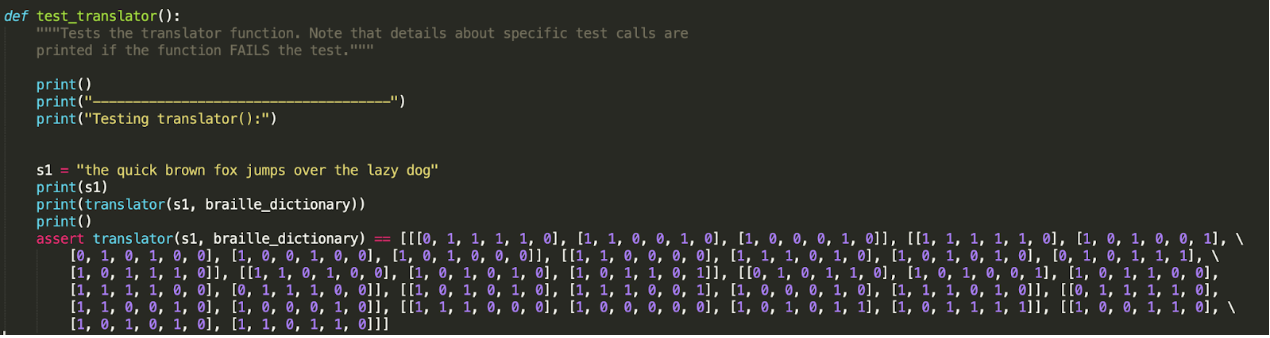 def test_translator():
"""Tests the translator function. Note that details about specific test calls are
printed if the function FAILS the test."""
print()
print("-------------------------------------")
print("Testing translator():")
s1 = "the quick brown fox jumps over the lazy dog"
print(s1)
print(translator(s1, braille_dictionary))
print()
assert translator(s1, braille_dictionary) == [[[0, 1, 1, 1, 1, 0], [1, 1, 0, 0, 1, 0], [1, 0, 0, 0, 1, 0]], [[1, 1, 1, 1, 1, 0], [1, 0, 1, 0, 0, 1], \
[0, 1, 0, 1, 0, 0], [1, 0, 0, 1, 0, 0], [1, 0, 1, 0, 0, 0]], [[1, 1, 0, 0, 0, 0], [1, 1, 1, 0, 1, 0], [1, 0, 1, 0, 1, 0], [0, 1, 0, 1, 1, 1], \
[1, 0, 1, 1, 1, 0]], [[1, 1, 0, 1, 0, 0], [1, 0, 1, 0, 1, 0], [1, 0, 1, 1, 0, 1]], [[0, 1, 0, 1, 1, 0], [1, 0, 1, 0, 0, 1], [1, 0, 1, 1, 0, 0],
[1, 1, 1, 1, 0, 0], [0, 1, 1, 1, 0, 0]], [[1, 0, 1, 0, 1, 0], [1, 1, 1, 0, 0, 1], [1, 0, 0, 0, 1, 0], [1, 1, 1, 0, 1, 0]], [[0, 1, 1, 1, 1, 0],
[1, 1, 0, 0, 1, 0], [1, 0, 0, 0, 1, 0]], [[1, 1, 1, 0, 0, 0], [1, 0, 0, 0, 0, 0], [1, 0, 1, 0, 1, 1], [1, 0, 1, 1, 1, 1]], [[1, 0, 0, 1, 1, 0], \
[1, 0, 1, 0, 1, 0], [1, 1, 0, 1, 1, 0]]]